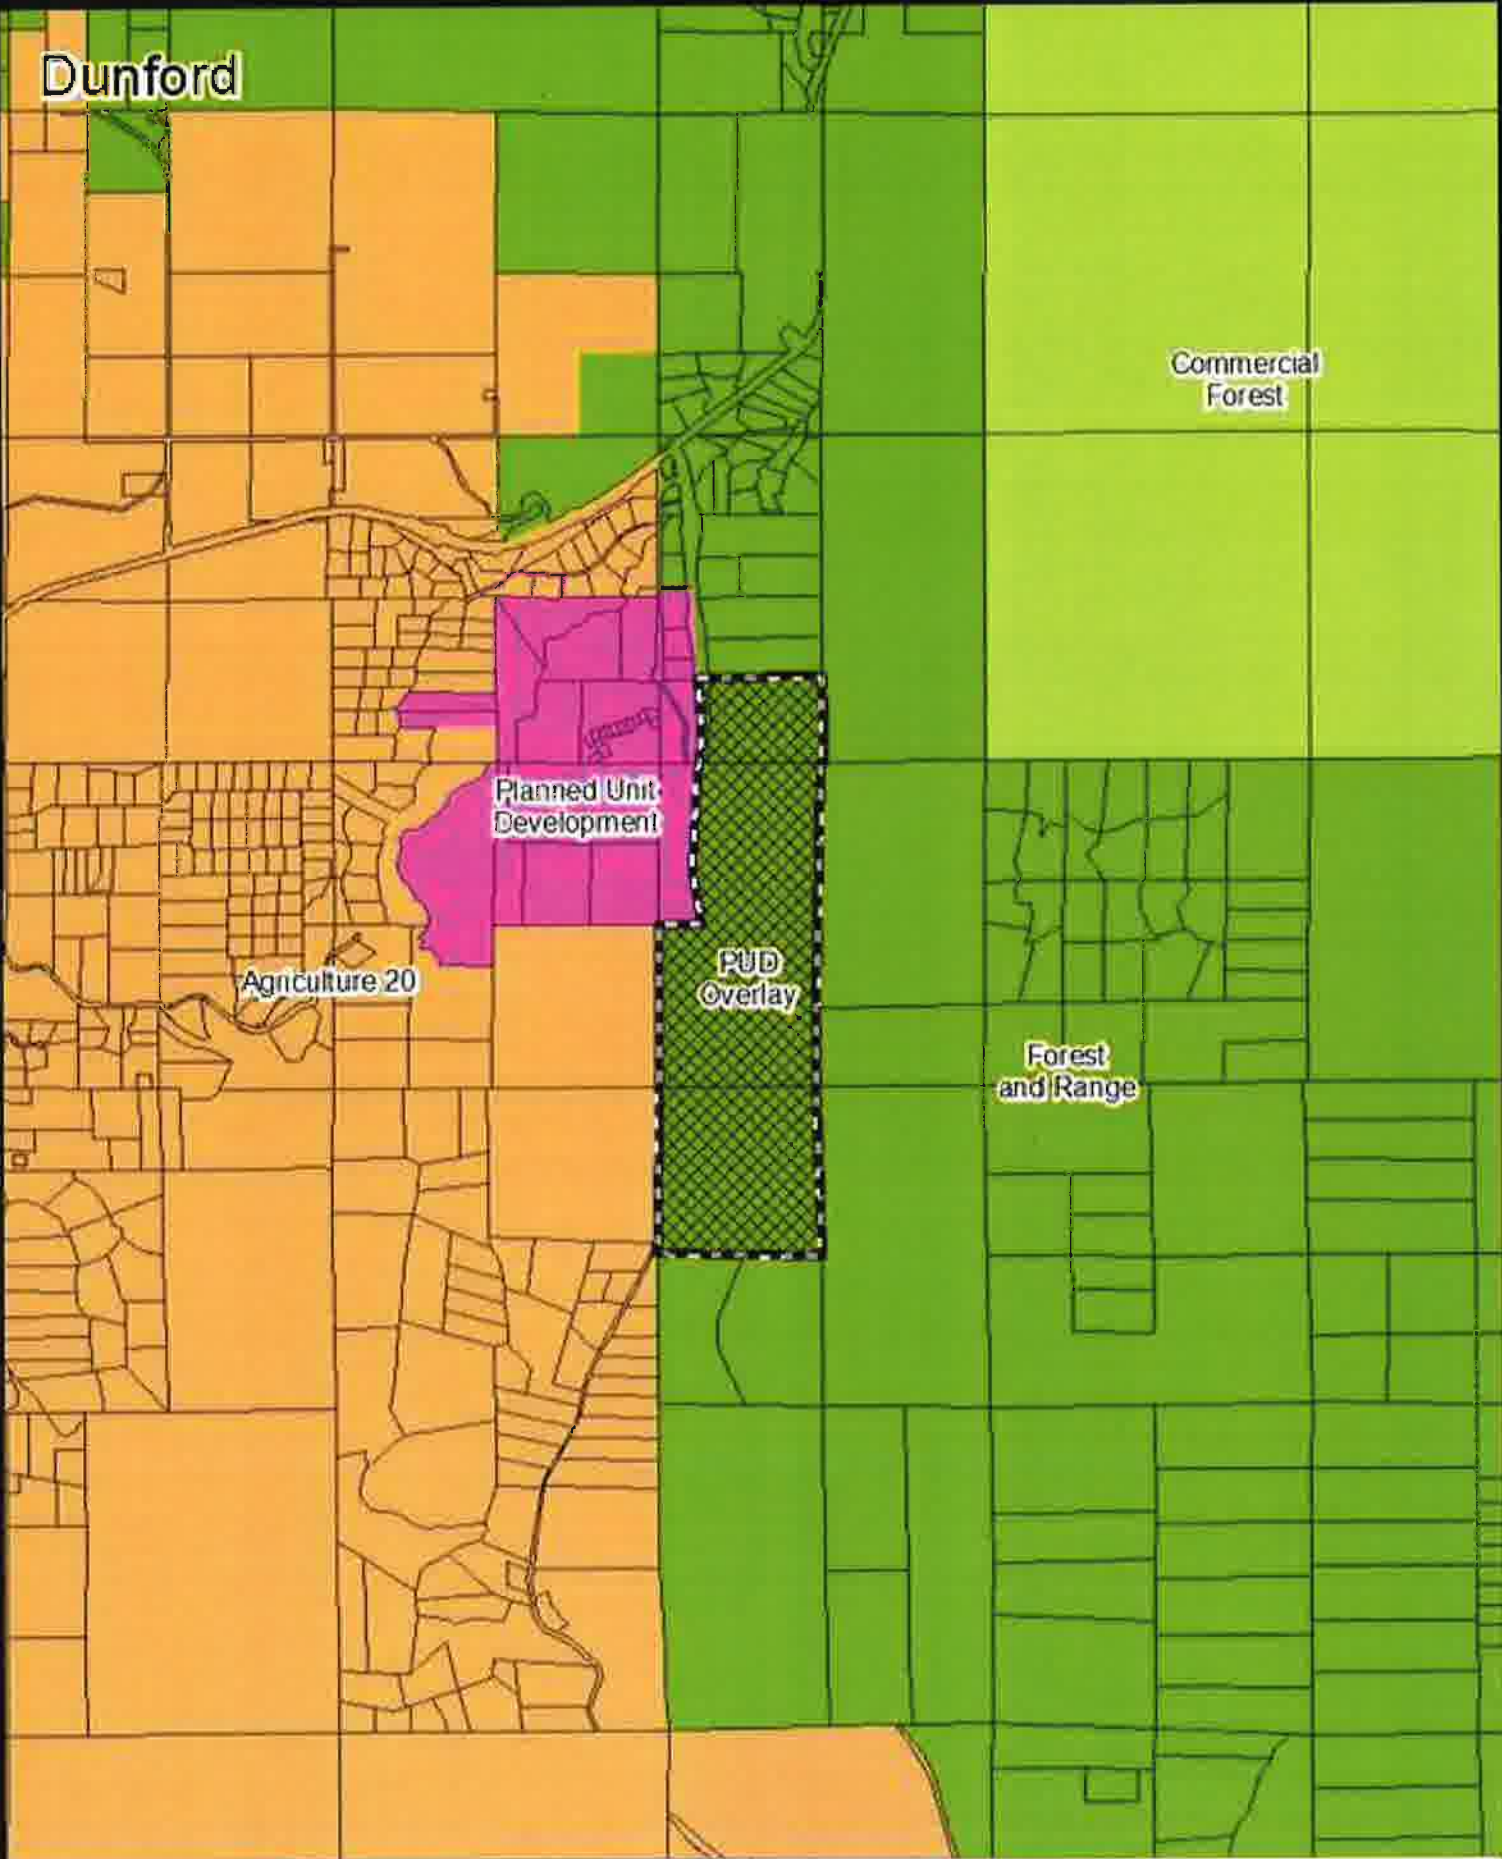 Dunford
Commercial
Forest
Planned Unit
Development
PUD
Overlay
Agriculture 20
Forest
and Range